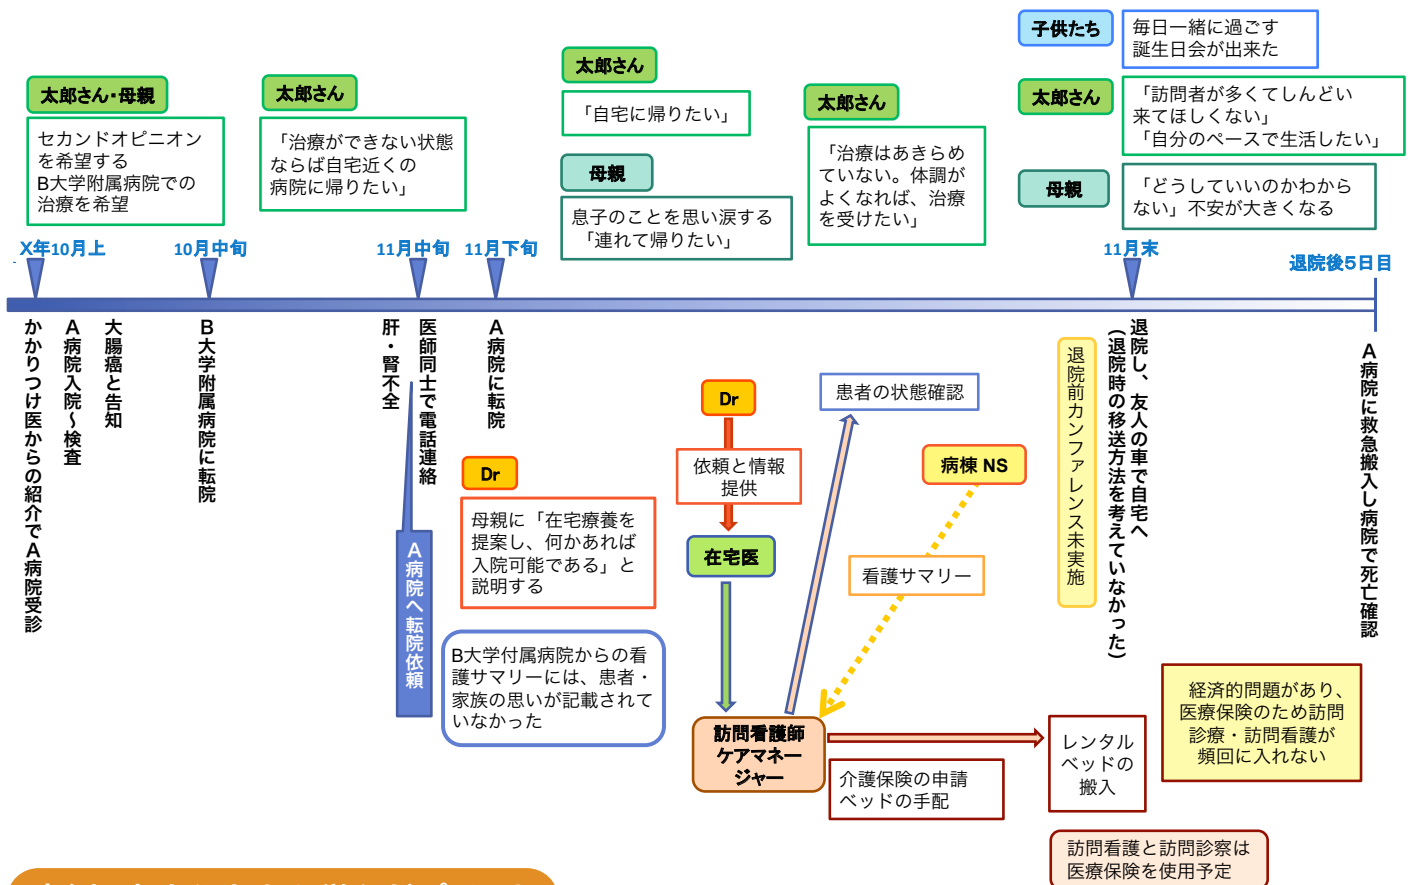 子供たち
毎日一緒に過ごす
誕生日会が出来た
太郎さん・母親
セカンドオピニオン
を希望する
B大学附属病院での
治療を希望
太郎さん
「治療ができない状態
ならば自宅近くの
病院に帰りたい」
太郎さん
「自宅に帰りたい」
母親
息子のことを思い涙する
「連れて帰りたい」
太郎さん
「治療はあきらめ
ていない。体調が
よくなれば、治療
を受けたい」
太郎さん
「訪問者が多くてしんどい
来てほしくない」
「自分のペースで生活したい」
母親
「どうしていいのかわから
ない」不安が大きくなる
X年10月上
10月中旬
11月中旬
11月下旬
11月末
退院後5日目
かかりつけ医からの紹介でA病院受診
A病院入院～検査
大腸癌と告知
B大学附属病院に転院
肝・腎不全
医師同士で電話連絡
A病院へ転院依頼
A病院に転院
Dr
母親に「在宅療養を
提案し、何かあれば
入院可能である」と
説明する
B大学付属病院からの看
護サマリーには、患者・
家族の思いが記載されて
いなかった
Dr
依頼と情報
提供
在宅医
訪問看護師
ケアマネー
ジャー
患者の状態確認
病棟 NS
看護サマリー
介護保険の申請
ベッドの手配
レンタル
ベッドの
搬入
退院前カンファレンス未実施
退院し、友人の車で自宅へ
(退院時の移送方法を考えていなかった)
A病院に救急搬入し病院で死亡確認
経済的問題があり、
医療保険のため訪問
診療・訪問看護が
頻回に入れない
訪問看護と訪問診察は
医療保険を使用予定